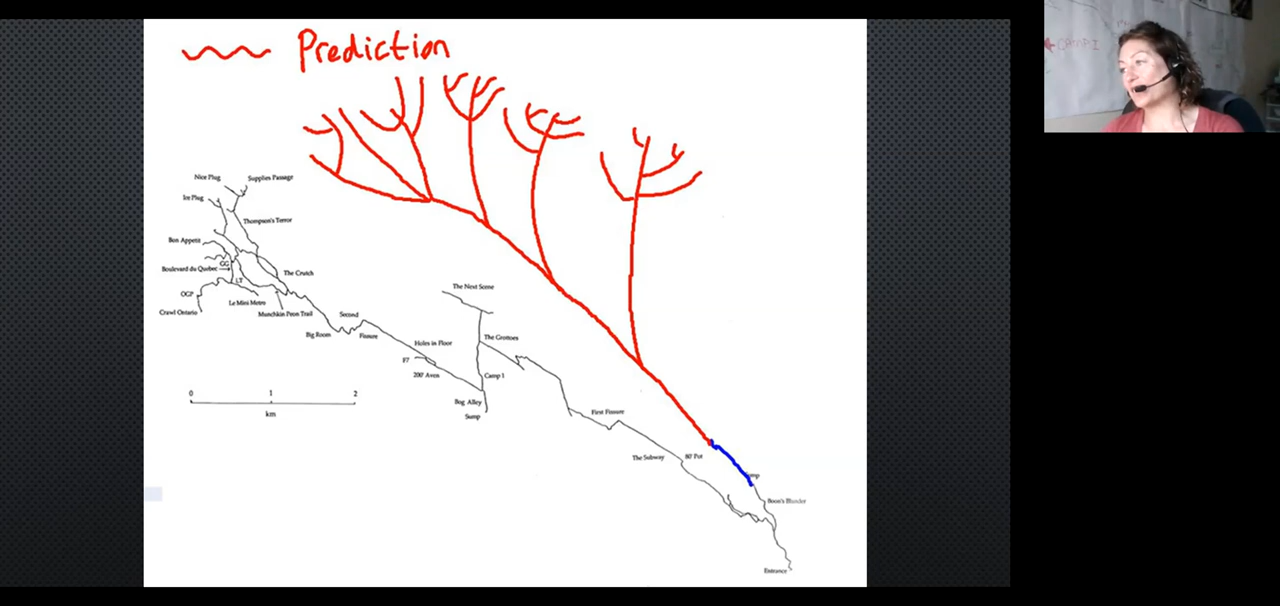 Prediction
Nice Plug
Supplies Passage
Ice Plug
Thompson's Terror
Bon Appetit
GG
Boulevard du Quebec
The Crutch
LT
OGP
Le Mini Metro
Crawl Ontario
Munchkin Peon Trail
Second
Big Room
Fissure
The Next Scene
The Grottoes
Holes in Floor
F7
200' Aven
Camp 1
Bog Alley
Sump
0 1 2
km
First Fissure
The Subway
80' Pot
Boon's Blunder
Entrance
CAMP I